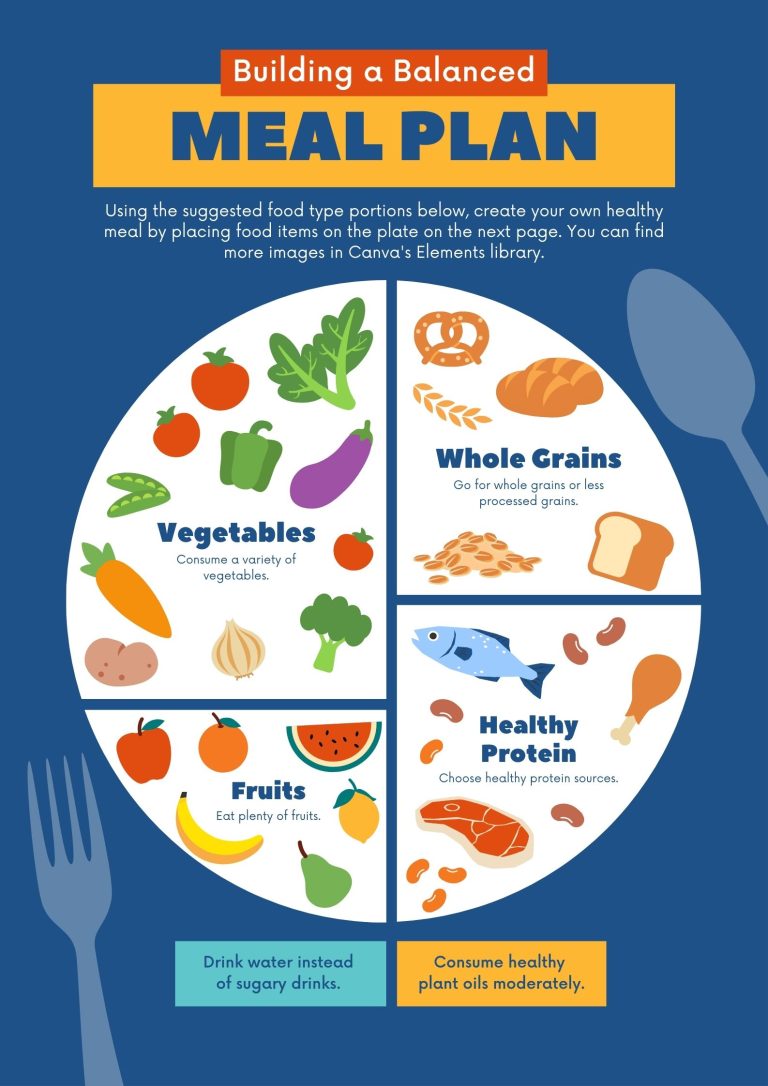 Building a Balanced
MEAL PLAN
Using the suggested food type portions below, create your own healthy
meal by placing food items on the plate on the next page. You can find
more images in Canva's Elements library.
Vegetables
Consume a variety of
vegetables.
Whole Grains
Go for whole grains or less
processed grains.
Fruits
Eat plenty of fruits.
Healthy
Protein
Choose healthy protein sources.
Drink water instead
of sugary drinks.
Consume healthy
plant oils moderately.